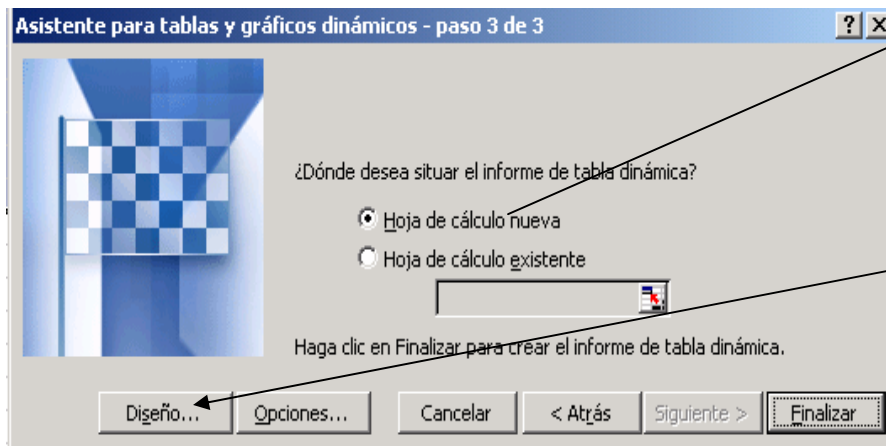 Asistente para tablas y gráficos dinámicos - paso 3 de 3
¿Dónde desea situar el informe de tabla dinámica?
Hoja de cálculo nueva
Hoja de cálculo existente
Haga clic en Finalizar para crear el informe de tabla dinámica.
Diseño... Opciones... Cancelar < Atrás Siguiente > Finalizar